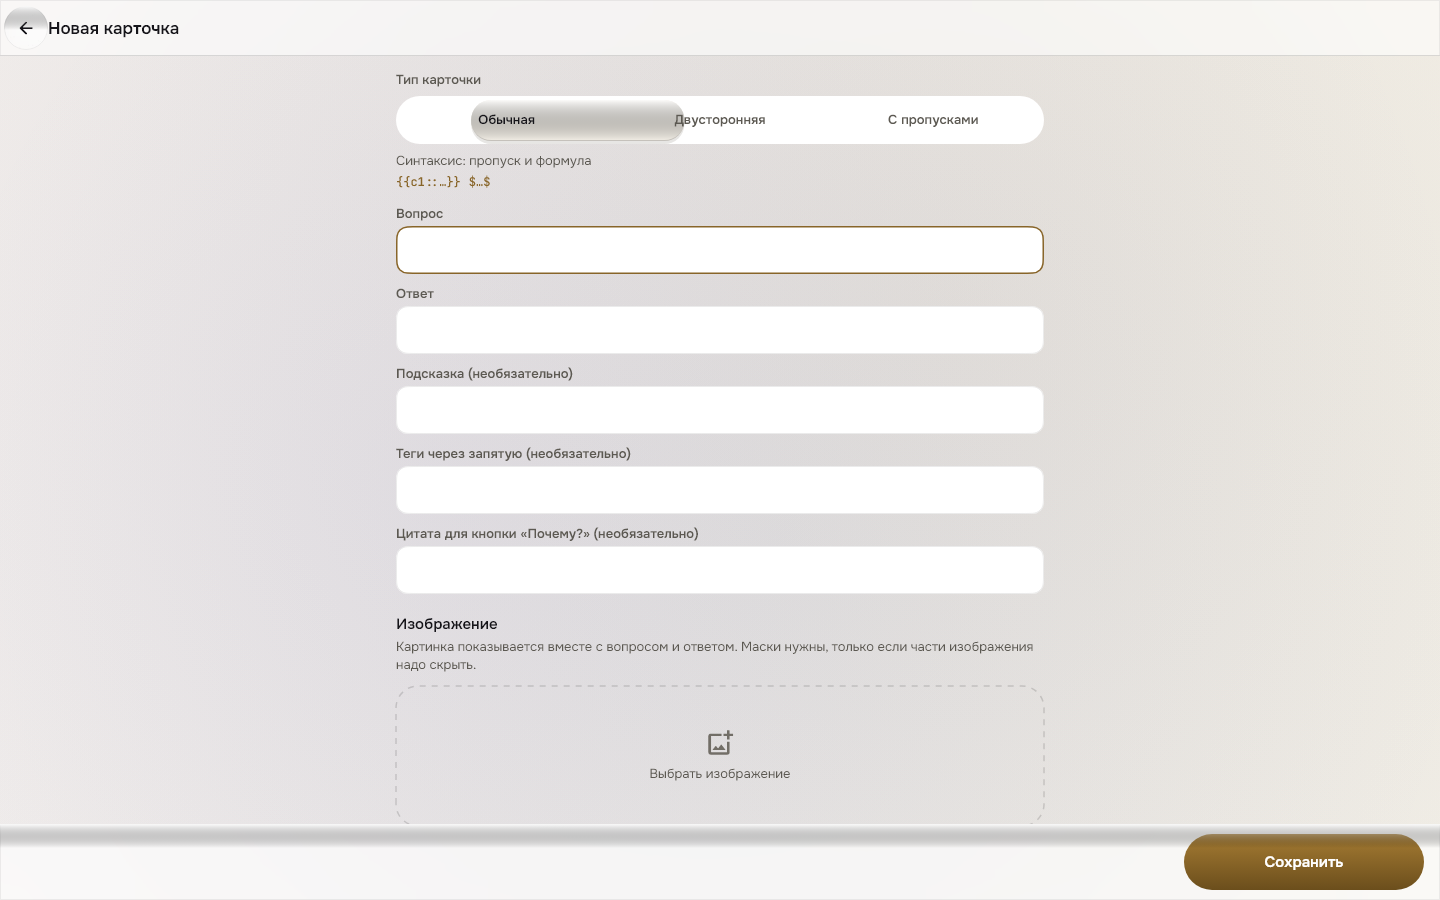 Новая карточка
Тип карточки
Обычная
Двусторонняя
С пропусками
Синтаксис: пропуск и формула
{{c1::…}} $…$
Вопрос
Ответ
Подсказка (необязательно)
Теги через запятую (необязательно)
Цитата для кнопки «Почему?» (необязательно)
Изображение
Картинка показывается вместе с вопросом и ответом. Маски нужны, только если части изображения
надо скрыть.
Выбрать изображение
Сохранить